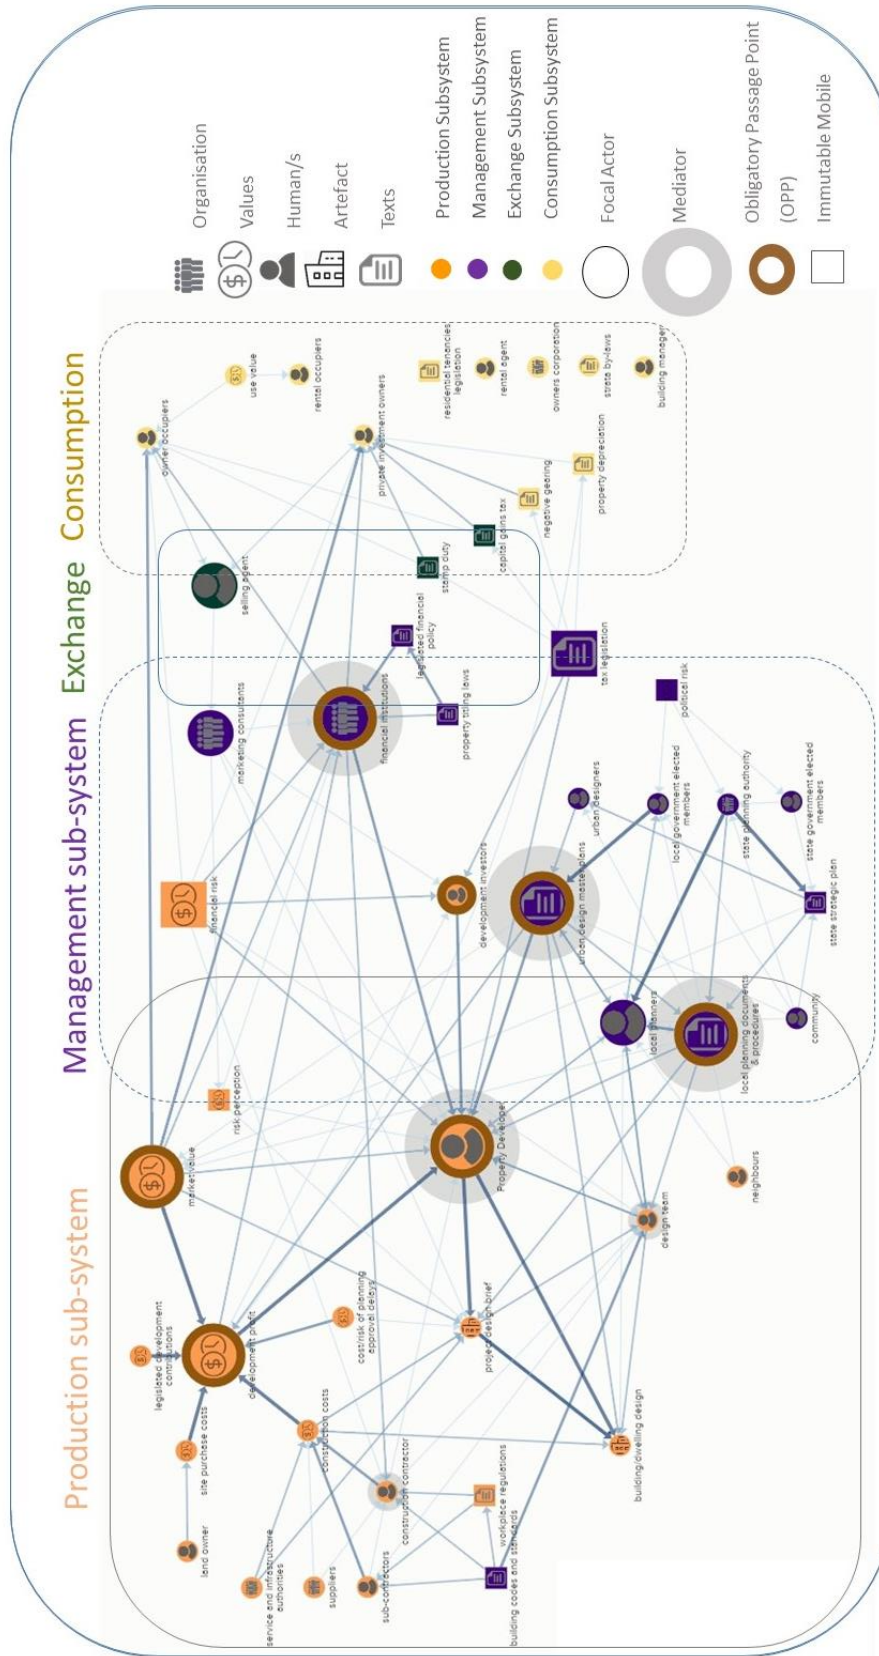 Production sub-system
Management sub-system
Exchange
Consumption
land owner
service and infrastructure
authorities
suppliers
sub-contractors
building codes and standards
workplace regulations
construction contractor
construction costs
site purchase costs
legislated development
contributions
development profit
cost/risk of planning
approval delays
project design brief
building/dwelling design
design team
neighbours
market value
risk perception
Property Developer
local planners
local planning documents
& procedures
community
financial risk
development investors
urban design masterplans
urban designers
local government elected
members
state planning authority
state government elected
members
state strategic plan
political risk
marketing consultants
financial institutions
property titling laws
legislated financial
policy
tax legislation
selling agent
stamp duty
capital gains tax
owner occupiers
private investment owners
negative gearing
property depreciation
use value
rental occupiers
residential tenancies
legislation
rental agent
owners corporation
strata by-laws
building manager
Organisation
Values
Human/s
Artefact
Texts
Production Subsystem
Management Subsystem
Exchange Subsystem
Consumption Subsystem
Focal Actor
Mediator
Obligatory Passage Point
(OPP)
Immutable Mobile